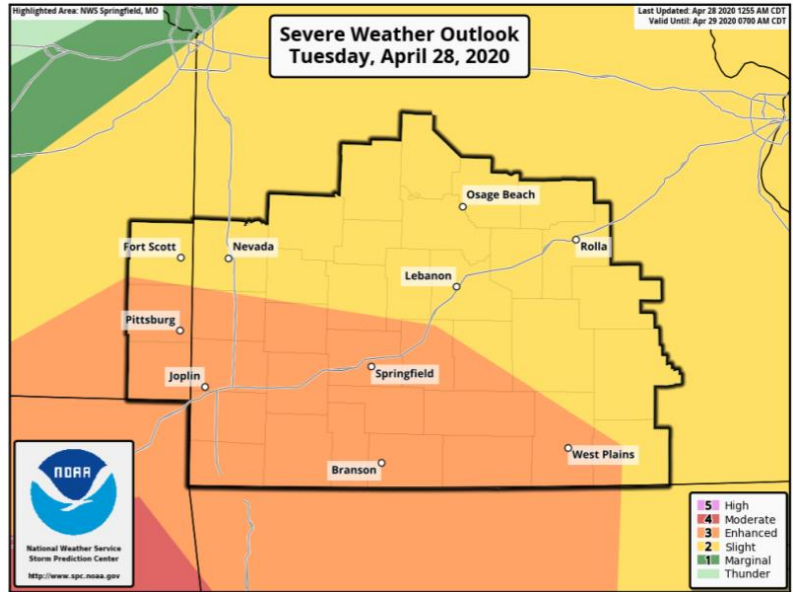 Highlighted Area: NWS Springfield, MO
Last Updated: Apr 28 2020 1255 AM CDT
Valid Until: Apr 29 2020 0700 AM CDT
Severe Weather Outlook
Tuesday, April 28, 2020
Osage Beach
Fort Scott
Nevada
Rolla
Lebanon
Pittsburg
Joplin
Springfield
Branson
West Plains
NOAA
National Weather Service
Storm Prediction Center
http://www.spc.noaa.gov
5 High
4 Moderate
3 Enhanced
2 Slight
1 Marginal
Thunder